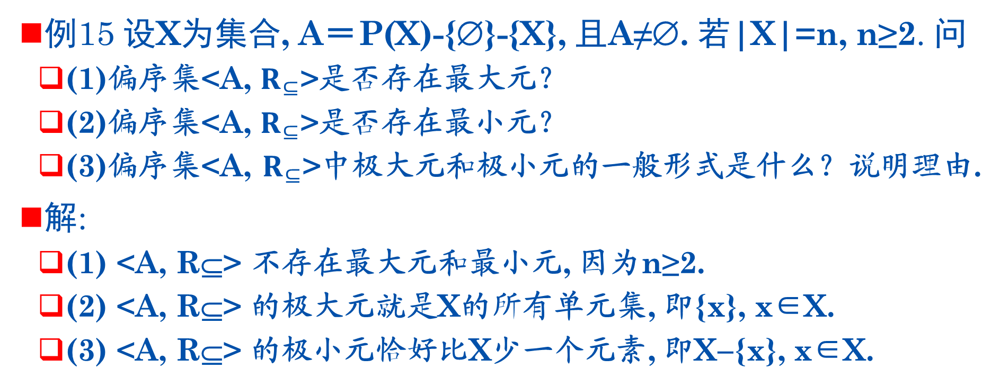 例15 设X为集合, A=P(X)-{∅}-{X}, 且A≠∅. 若|X|=n, n≥2. 问
(1)偏序集<A, R⊆>是否存在最大元?
(2)偏序集<A, R⊆>是否存在最小元?
(3)偏序集<A, R⊆>中极大元和极小元的一般形式是什么? 说明理由.
解:
(1) <A, R⊆> 不存在最大元和最小元, 因为n≥2.
(2) <A, R⊆> 的极大元就是X的所有单元集, 即{x}, x∈X.
(3) <A, R⊆> 的极小元恰好比X少一个元素, 即X–{x}, x∈X.